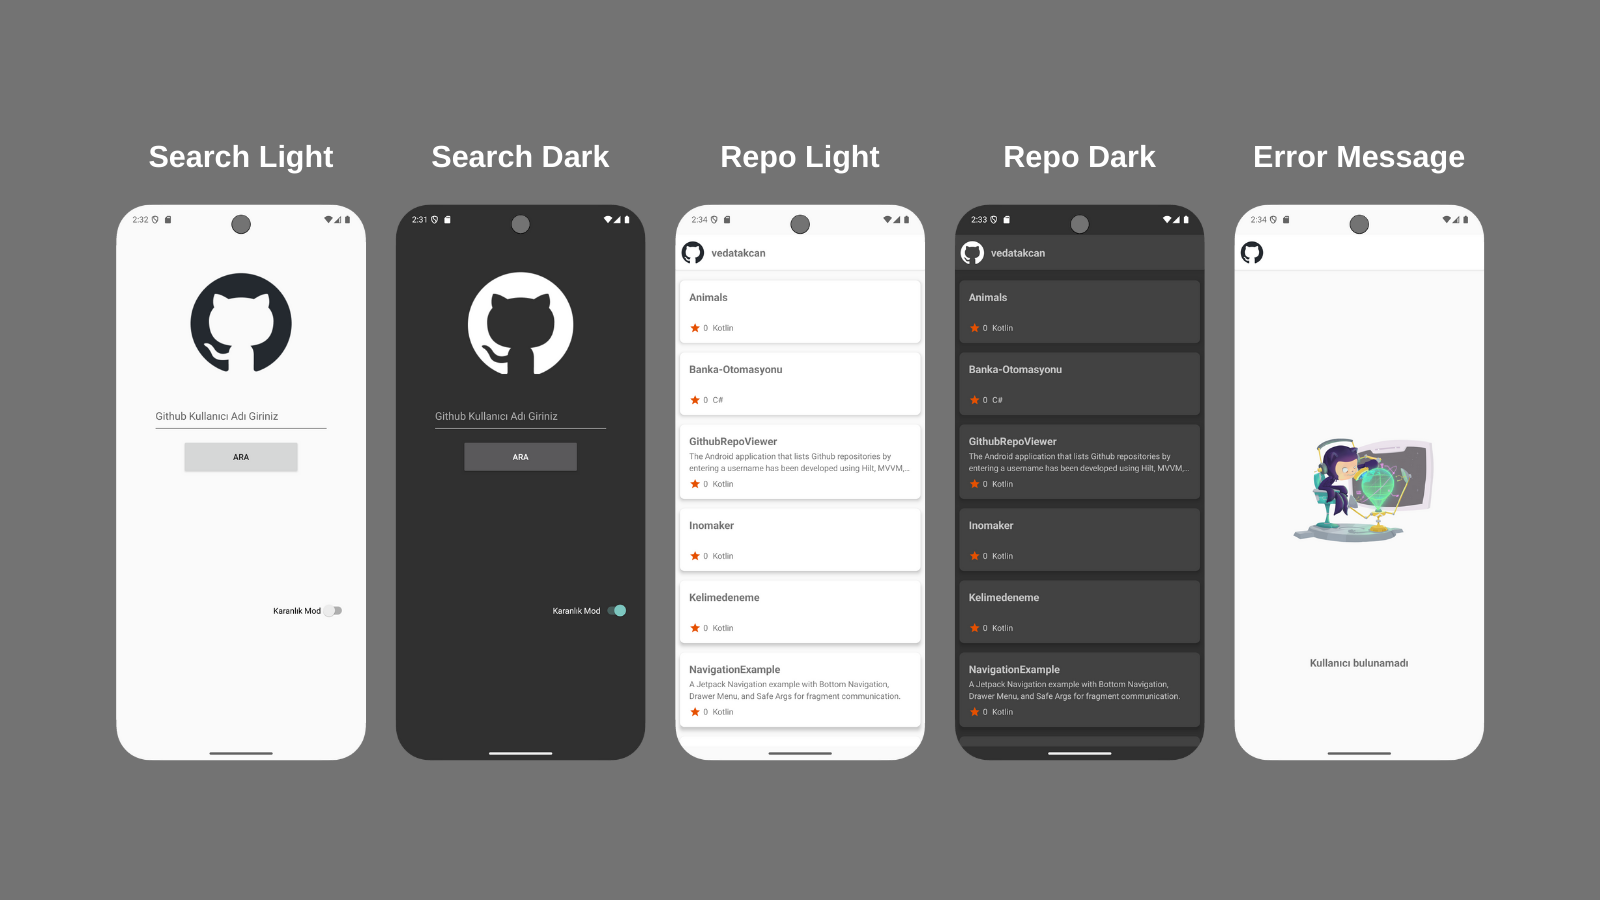 Search Light
Search Dark
Repo Light
Repo Dark
Error Message
2:32
Github Kullanıcı Adı Giriniz
ARA
Karanlık Mod
2:31
Github Kullanıcı Adı Giriniz
ARA
Karanlık Mod
2:34
vedatakcan
Animals
0 Kotlin
Banka-Otomasyonu
0 C#
GithubRepoViewer
The Android application that lists Github repositories by
entering a username has been developed using Hilt, MVVM,...
0 Kotlin
Inomaker
0 Kotlin
Kelimedeneme
0 Kotlin
NavigationExample
A Jetpack Navigation example with Bottom Navigation,
Drawer Menu, and Safe Args for fragment communication.
0 Kotlin
2:33
vedatakcan
Animals
0 Kotlin
Banka-Otomasyonu
0 C#
GithubRepoViewer
The Android application that lists Github repositories by
entering a username has been developed using Hilt, MVVM,...
0 Kotlin
Inomaker
0 Kotlin
Kelimedeneme
0 Kotlin
NavigationExample
A Jetpack Navigation example with Bottom Navigation,
Drawer Menu, and Safe Args for fragment communication.
0 Kotlin
2:34
Kullanici bulunamadı